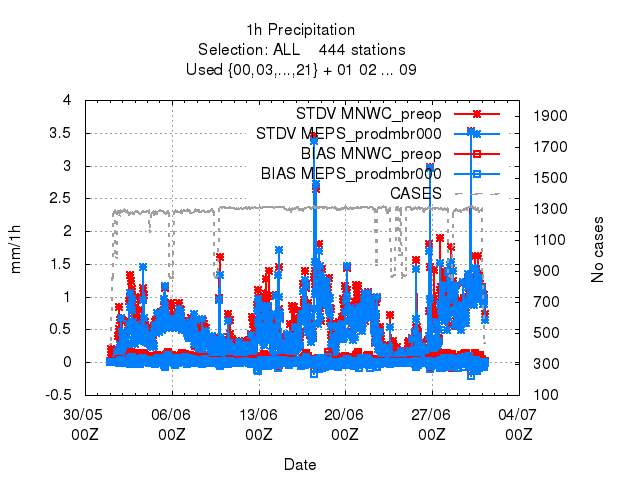 1h Precipitation
Selection: ALL    444 stations
Used {00,03,...,21} + 01 02 ... 09
STDV MNWC_preop
STDV MEPS_prodmbr000
BIAS MNWC_preop
BIAS MEPS_prodmbr000
CASES
4
3.5
3
2.5
2
1.5
1
0.5
0
-0.5
mm/1h
1900
1700
1500
1300
1100
900
700
500
300
100
No cases
30/05 06/06 13/06 20/06 27/06 04/07
00Z 00Z 00Z 00Z 00Z 00Z
Date